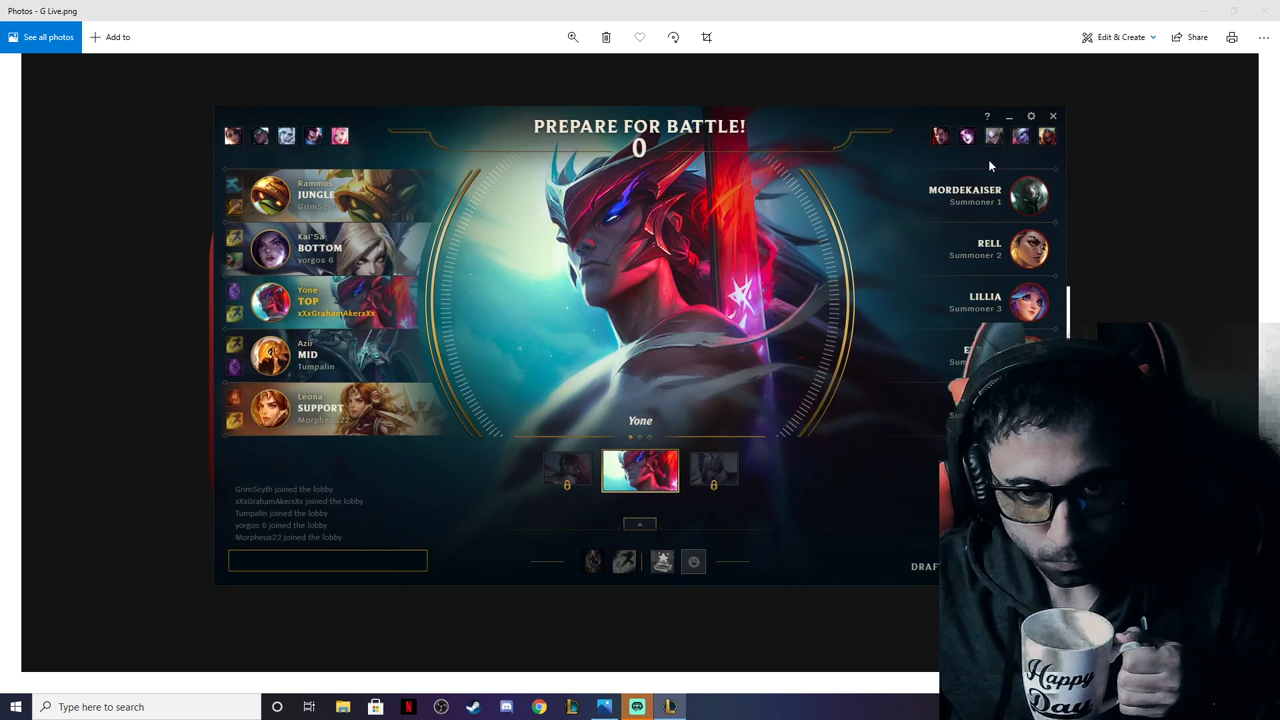 Photos - G Live.png
See all photos
Add to
Edit & Create
Share
PREPARE FOR BATTLE!
0
?
Rammus
JUNGLE
GrimScyth
Kai'Sa
BOTTOM
yorgos 6
Yone
TOP
xXxGrahamAkerxXx
Azir
MID
Tumpalin
Leona
SUPPORT
Morpheus22
MORDEKAISER
Summoner 1
RELL
Summoner 2
LILLIA
Summoner 3
Yone
GrimScyth joined the lobby
xXxGrahamAkerxXx joined the lobby
Tumpalin joined the lobby
yorgos 6 joined the lobby
Morpheus22 joined the lobby
DRAF
Happy
Day
Type here to search